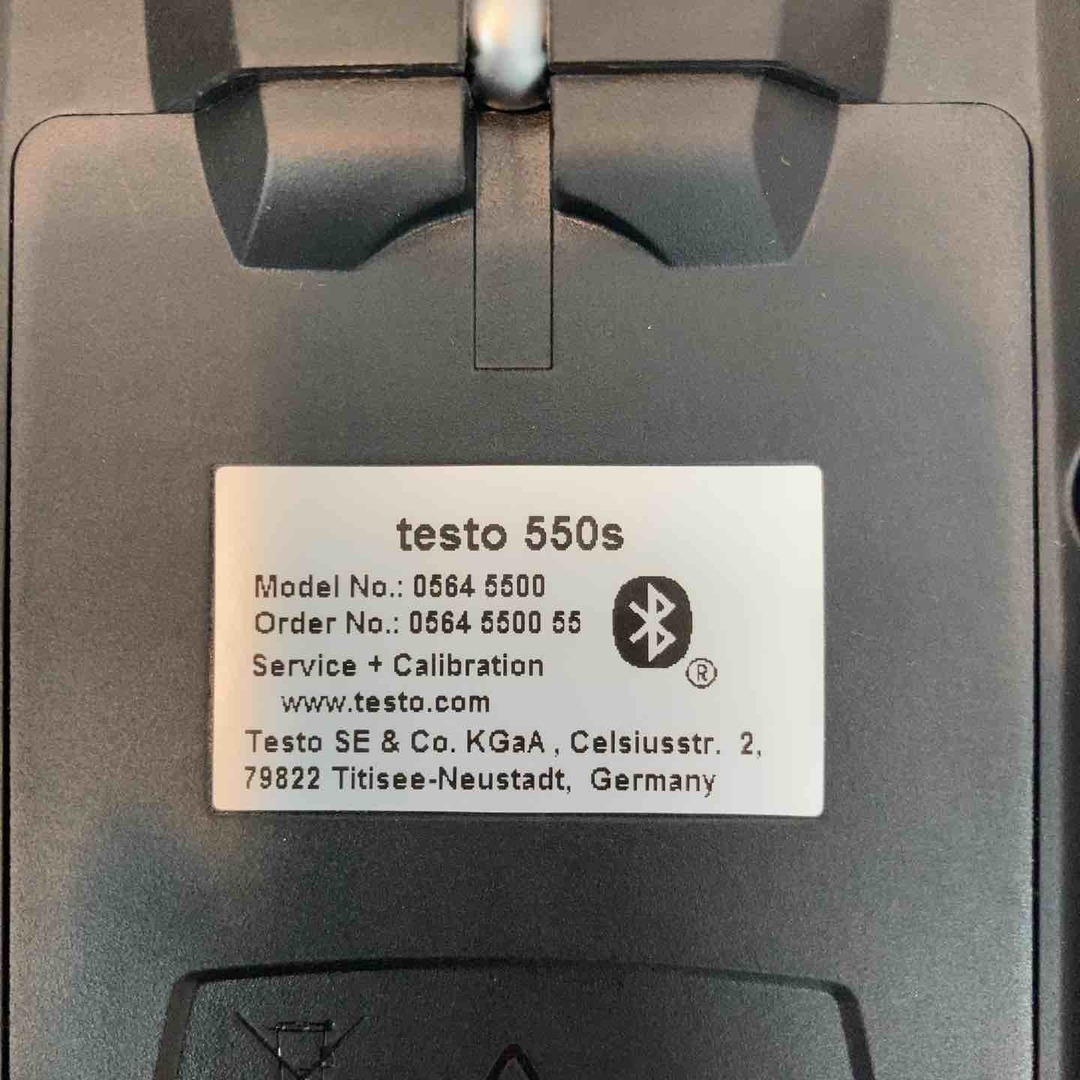 testo 550s
Model No.: 0564 5500
Order No.: 0564 5500 55
Service + Calibration
www.testo.com
®
Testo SE & Co. KGaA , Celsiusstr. 2,
79822 Titisee-Neustadt, Germany